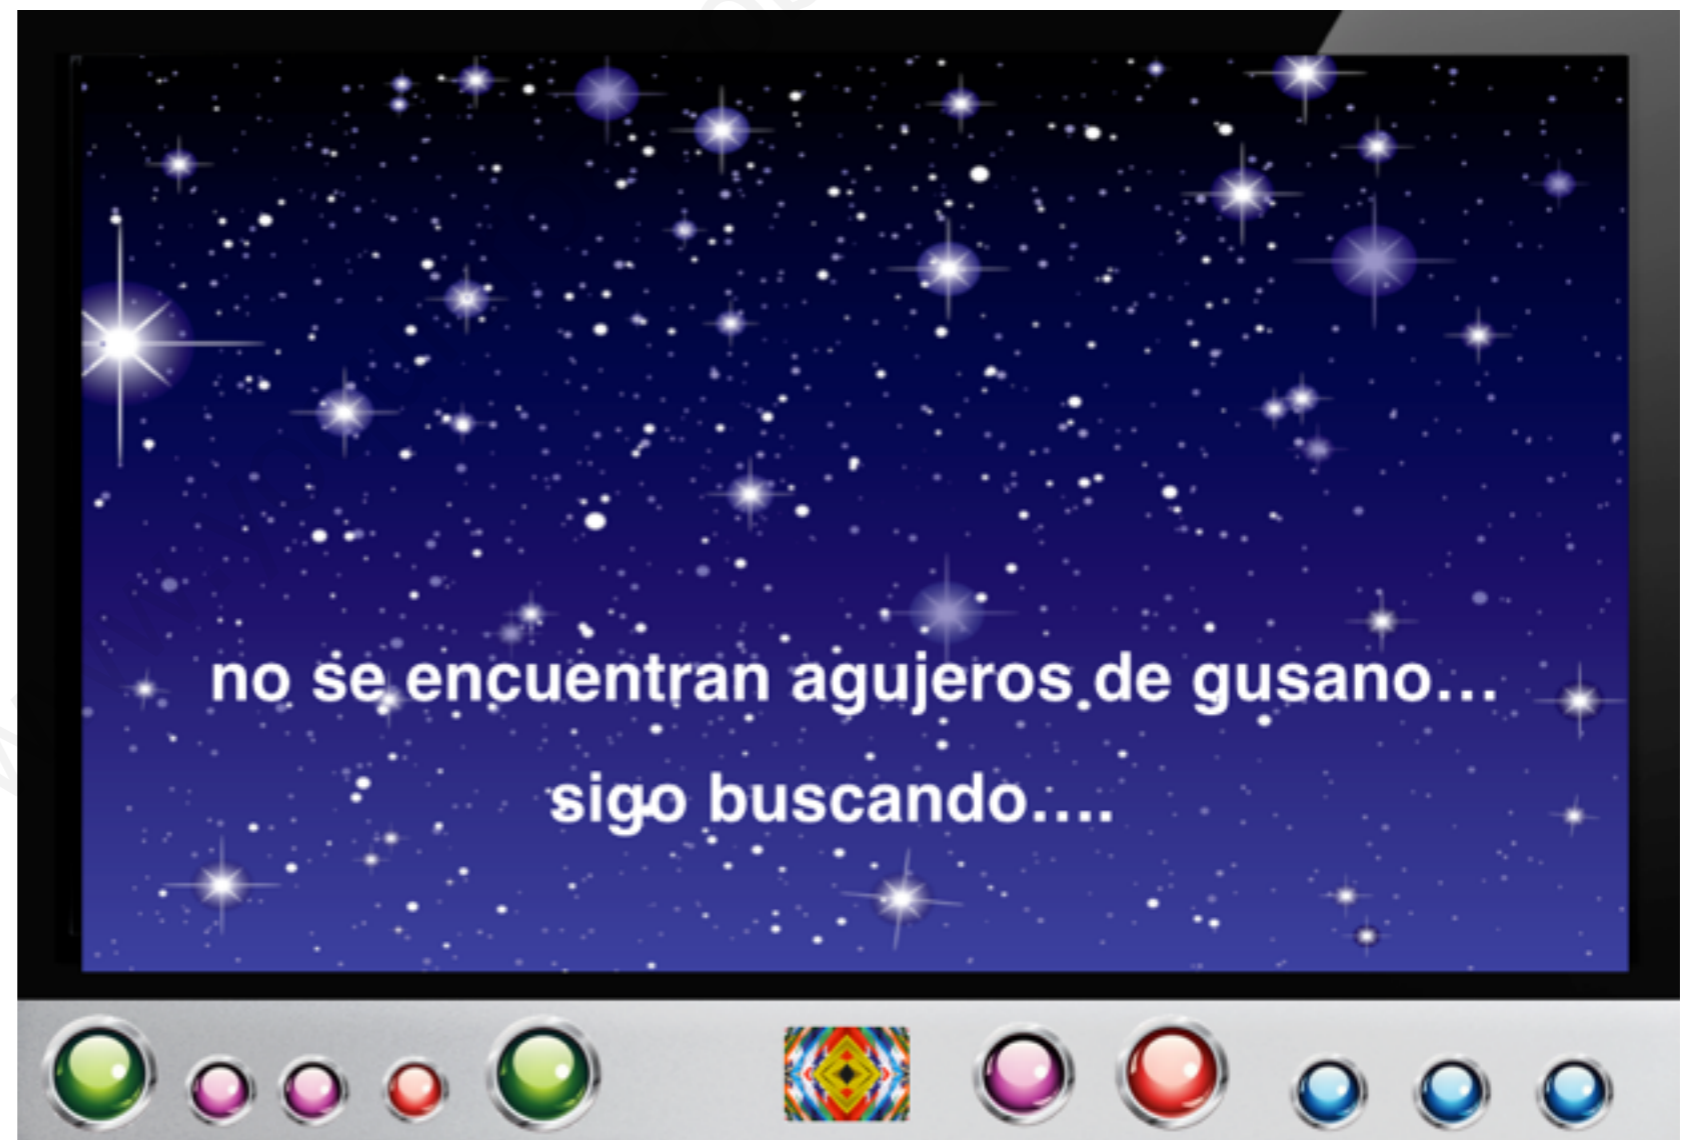 no se encuentran agujeros de gusano...
sigo buscando....